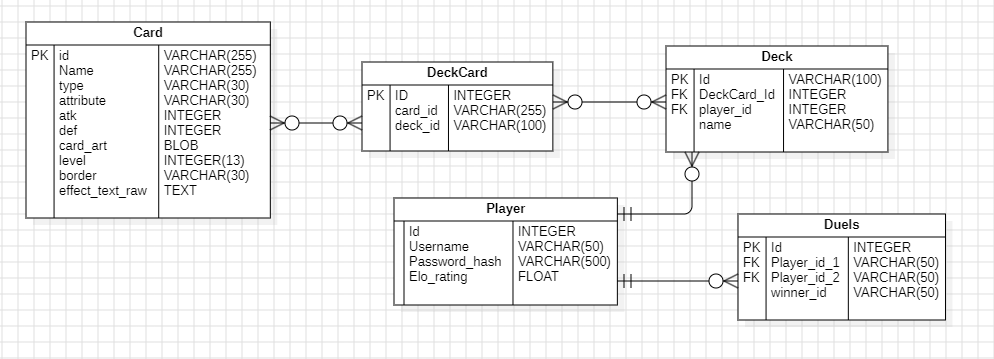 Card
PK id VARCHAR(255)
Name VARCHAR(255)
type VARCHAR(30)
attribute VARCHAR(30)
atk INTEGER
def INTEGER
card_art BLOB
level INTEGER(13)
border VARCHAR(30)
effect_text_raw TEXT
DeckCard
PK ID INTEGER
card_id VARCHAR(255)
deck_id VARCHAR(100)
Deck
PK Id VARCHAR(100)
FK DeckCard_Id INTEGER
FK player_id INTEGER
name VARCHAR(50)
Player
Id INTEGER
Username VARCHAR(50)
Password_hash VARCHAR(500)
Elo_rating FLOAT
Duels
PK Id INTEGER
FK Player_id_1 VARCHAR(50)
FK Player_id_2 VARCHAR(50)
winner_id VARCHAR(50)